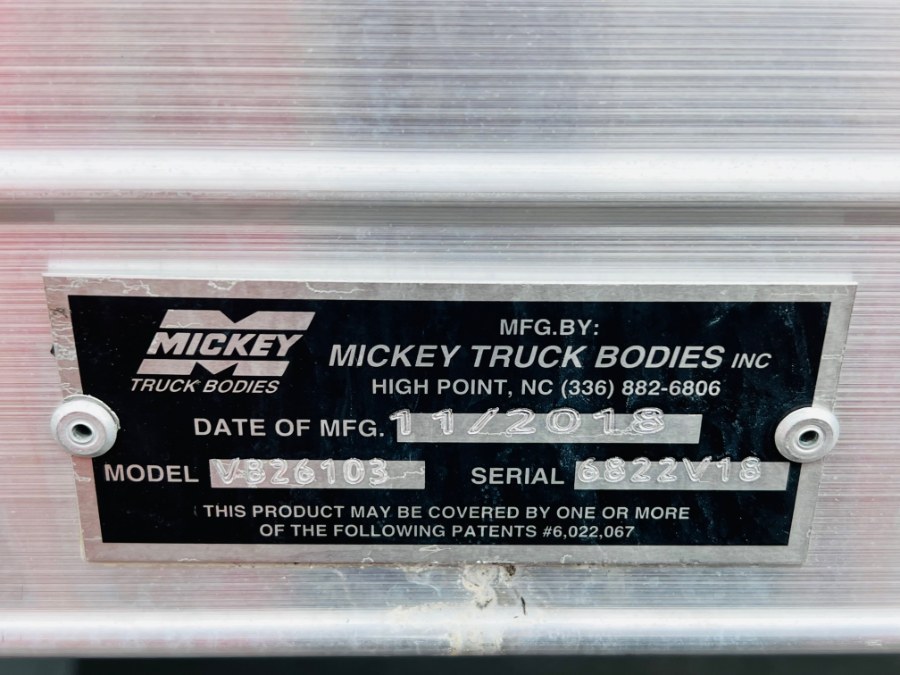 MICKEY
TRUCK BODIES
MFG.BY:
MICKEY TRUCK BODIES INC
HIGH POINT, NC (336) 882-6806
DATE OF MFG. 11/2018
MODEL V826103 SERIAL 6822V18
THIS PRODUCT MAY BE COVERED BY ONE OR MORE
OF THE FOLLOWING PATENTS #6,022,067